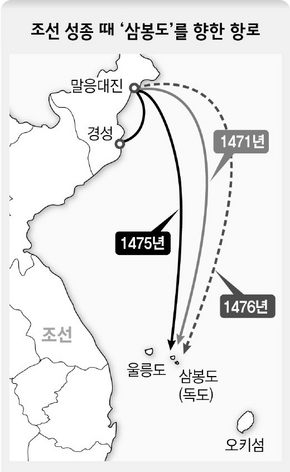 조선 성종 때 ‘삼봉도’를 향한 항로
말응대진
경성
1471년
1475년
1476년
조선
울릉도
삼봉도
(독도)
오키섬